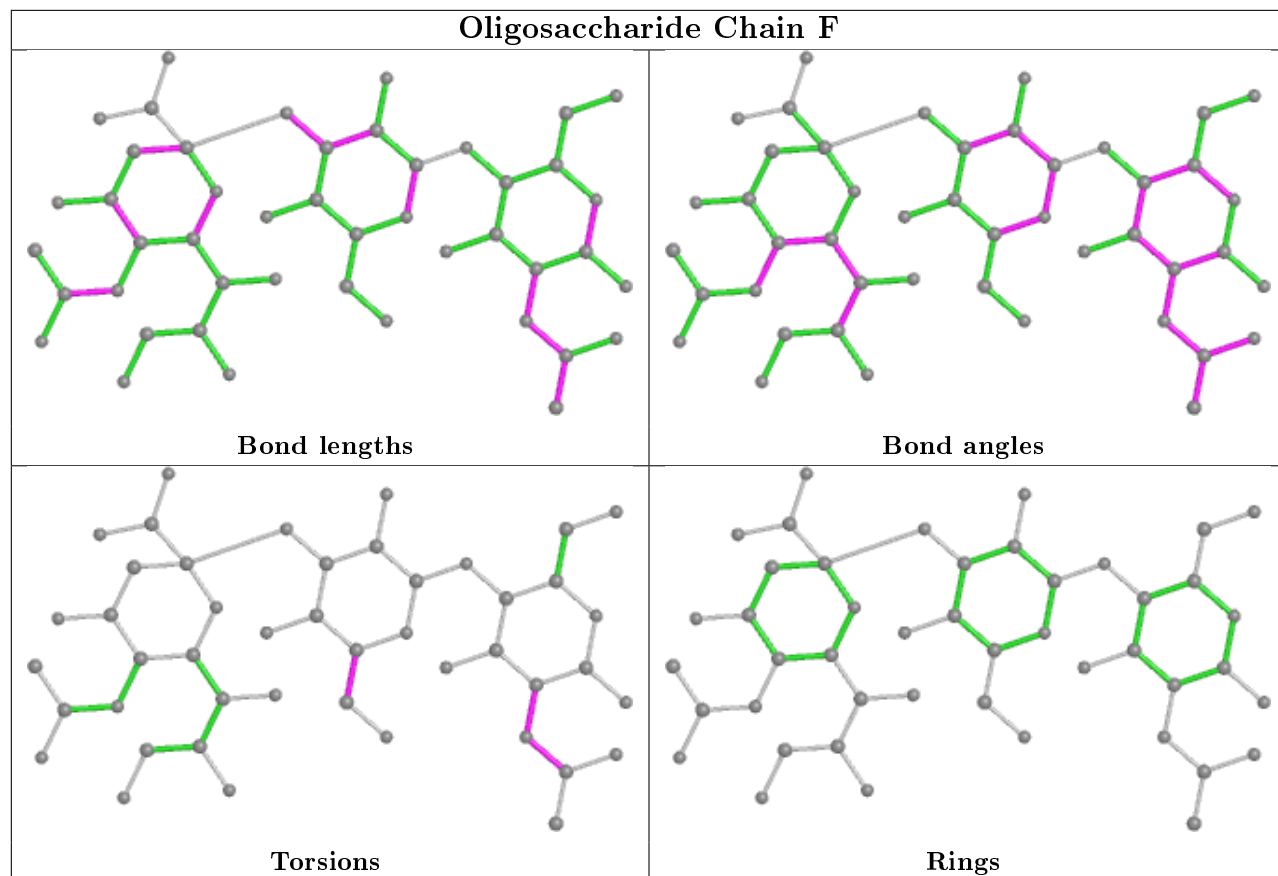 Oligosaccharide Chain F
Bond lengths
Bond angles
Torsions
Rings